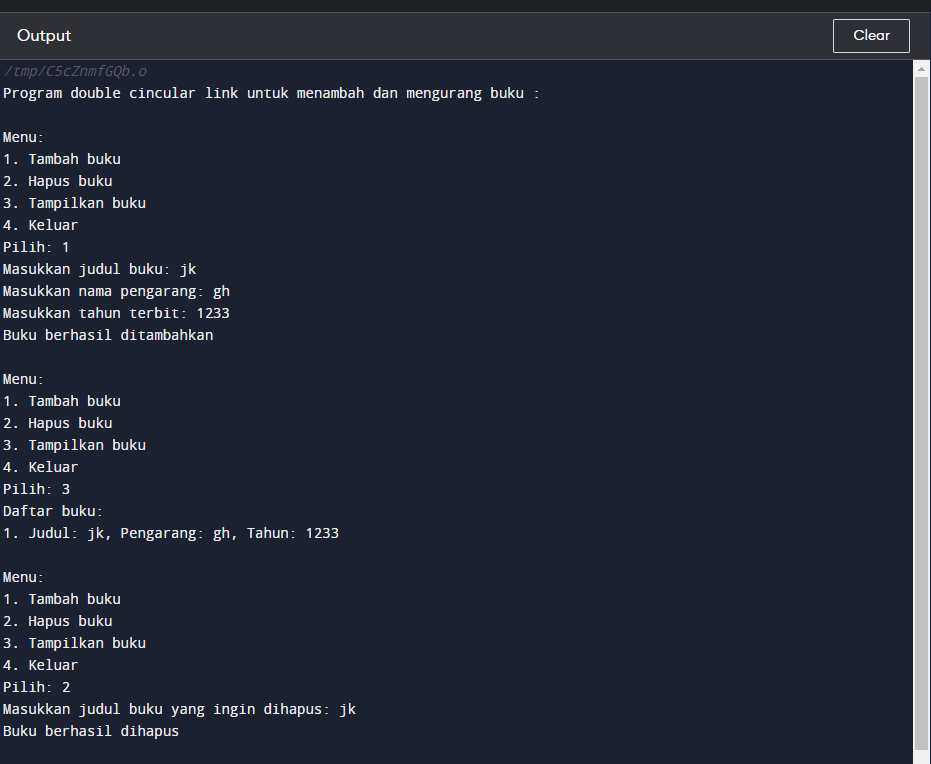 Output
Clear
/tmp/C5cZnmfGQb.o
Program double cincular link untuk menambah dan mengurang buku :
Menu:
1. Tambah buku
2. Hapus buku
3. Tampilkan buku
4. Keluar
Pilih: 1
Masukkan judul buku: jk
Masukkan nama pengarang: gh
Masukkan tahun terbit: 1233
Buku berhasil ditambahkan
Menu:
1. Tambah buku
2. Hapus buku
3. Tampilkan buku
4. Keluar
Pilih: 3
Daftar buku:
1. Judul: jk, Pengarang: gh, Tahun: 1233
Menu:
1. Tambah buku
2. Hapus buku
3. Tampilkan buku
4. Keluar
Pilih: 2
Masukkan judul buku yang ingin dihapus: jk
Buku berhasil dihapus